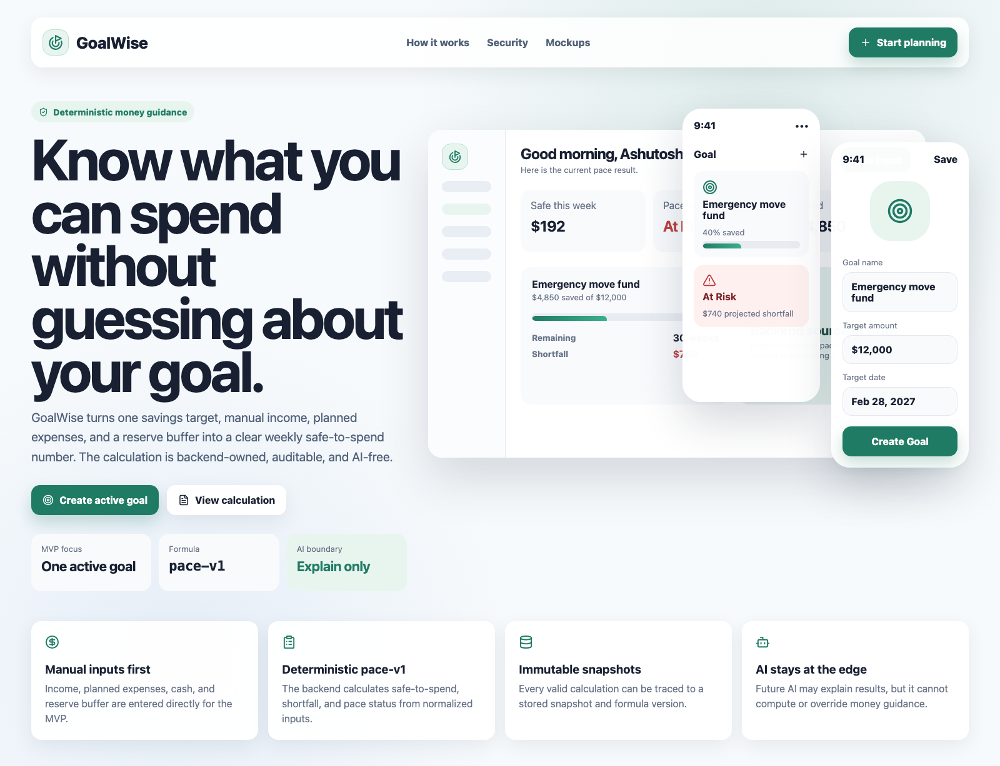 GoalWise
How it works
Security
Mockups
Start planning
Deterministic money guidance
Know what you
can spend
without
guessing about
your goal.
GoalWise turns one savings target, manual income, planned
expenses, and a reserve buffer into a clear weekly safe-to-spend
number. The calculation is backend-owned, auditable, and AI-free.
Create active goal
View calculation
MVP focus
One active goal
Formula
pace-v1
AI boundary
Explain only
Good morning, Ashutosh
Here is the current pace result.
Safe this week
$192
Pace
At
Emergency move fund
$4,850 saved of $12,000
Remaining
30 weeks
Shortfall
$7
Backend source
9:41
Goal
Emergency move
fund
40% saved
At Risk
$740 projected shortfall
9:41
Save
Goal name
Emergency move
fund
Target amount
$12,000
Target date
Feb 28, 2027
Create Goal
Manual inputs first
Income, planned expenses, cash, and
reserve buffer are entered directly for the
MVP.
Deterministic pace-v1
The backend calculates safe-to-spend,
shortfall, and pace status from normalized
inputs.
Immutable snapshots
Every valid calculation can be traced to a
stored snapshot and formula version.
AI stays at the edge
Future AI may explain results, but it cannot
compute or override money guidance.